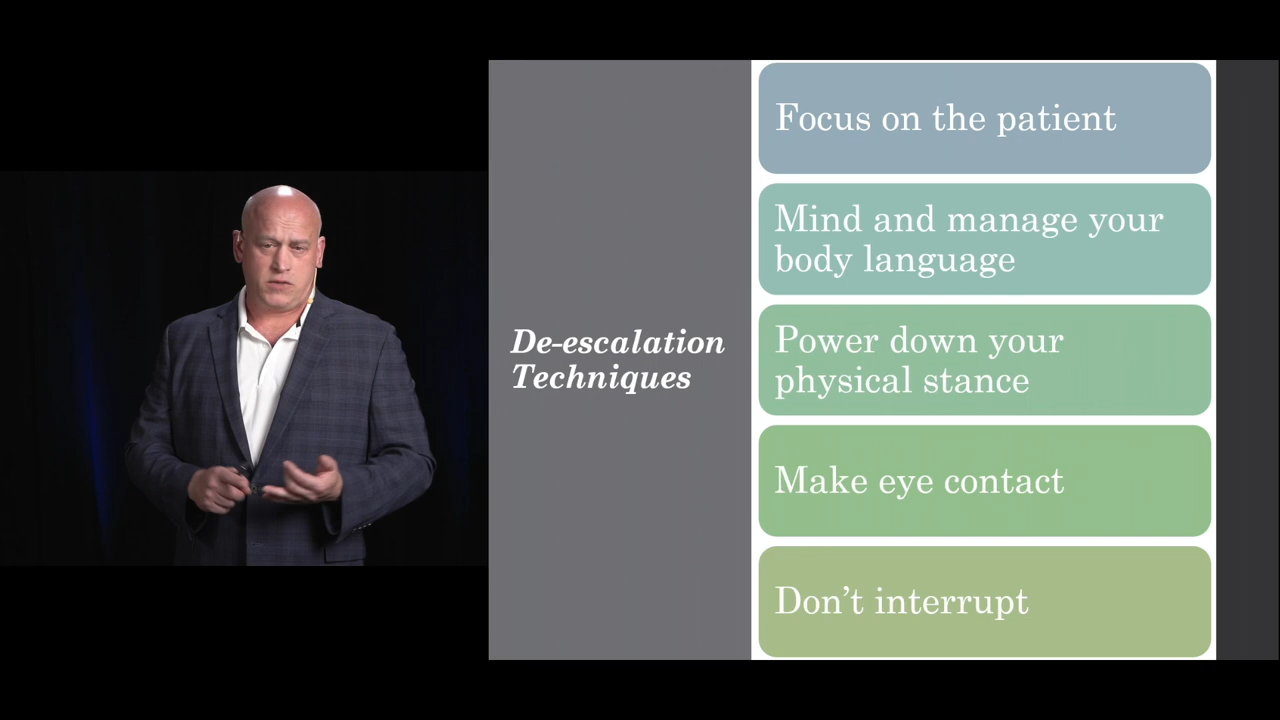 De-escalation
Techniques
Focus on the patient
Mind and manage your
body language
Power down your
physical stance
Make eye contact
Don’t interrupt